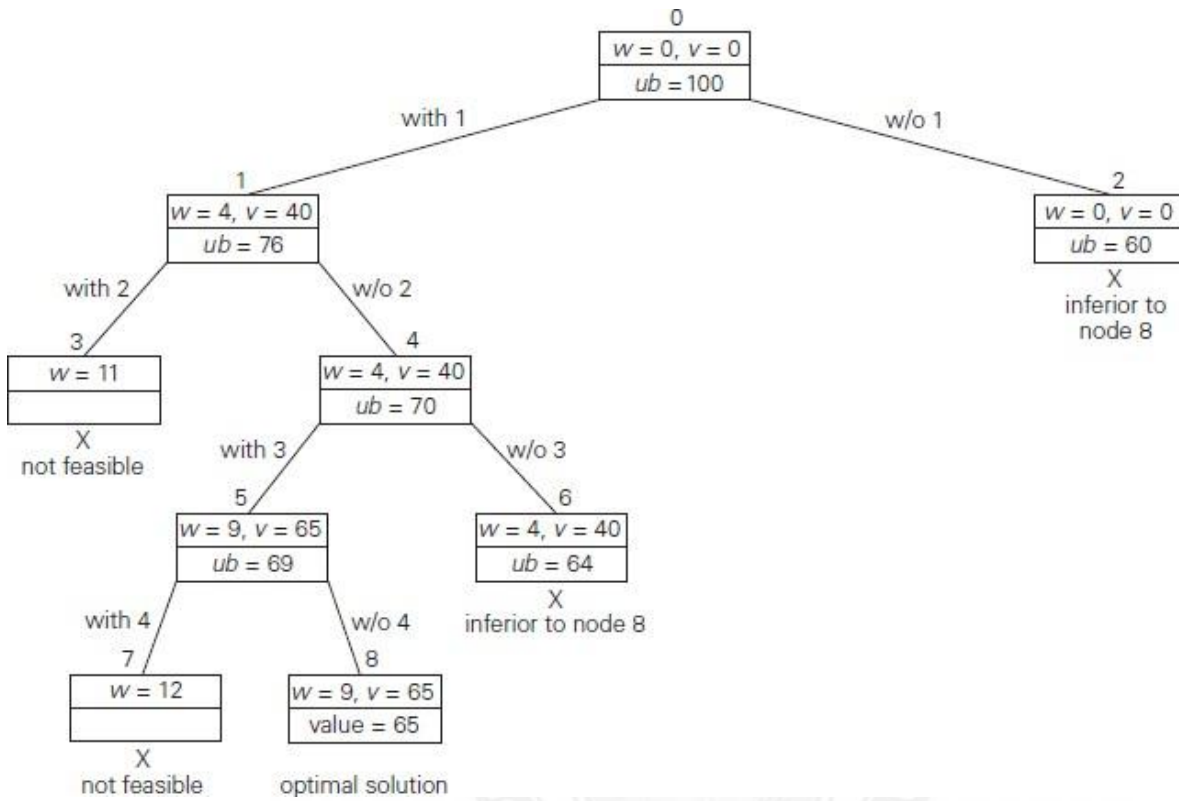 0
w = 0, v = 0
ub = 100
with 1
w/o 1
1
w = 4, v = 40
ub = 76
2
w = 0, v = 0
ub = 60
X
inferior to
node 8
with 2
w/o 2
3
w = 11
X
not feasible
4
w = 4, v = 40
ub = 70
with 3
w/o 3
5
w = 9, v = 65
ub = 69
6
w = 4, v = 40
ub = 64
X
inferior to node 8
with 4
w/o 4
7
w = 12
X
not feasible
8
w = 9, v = 65
value = 65
optimal solution